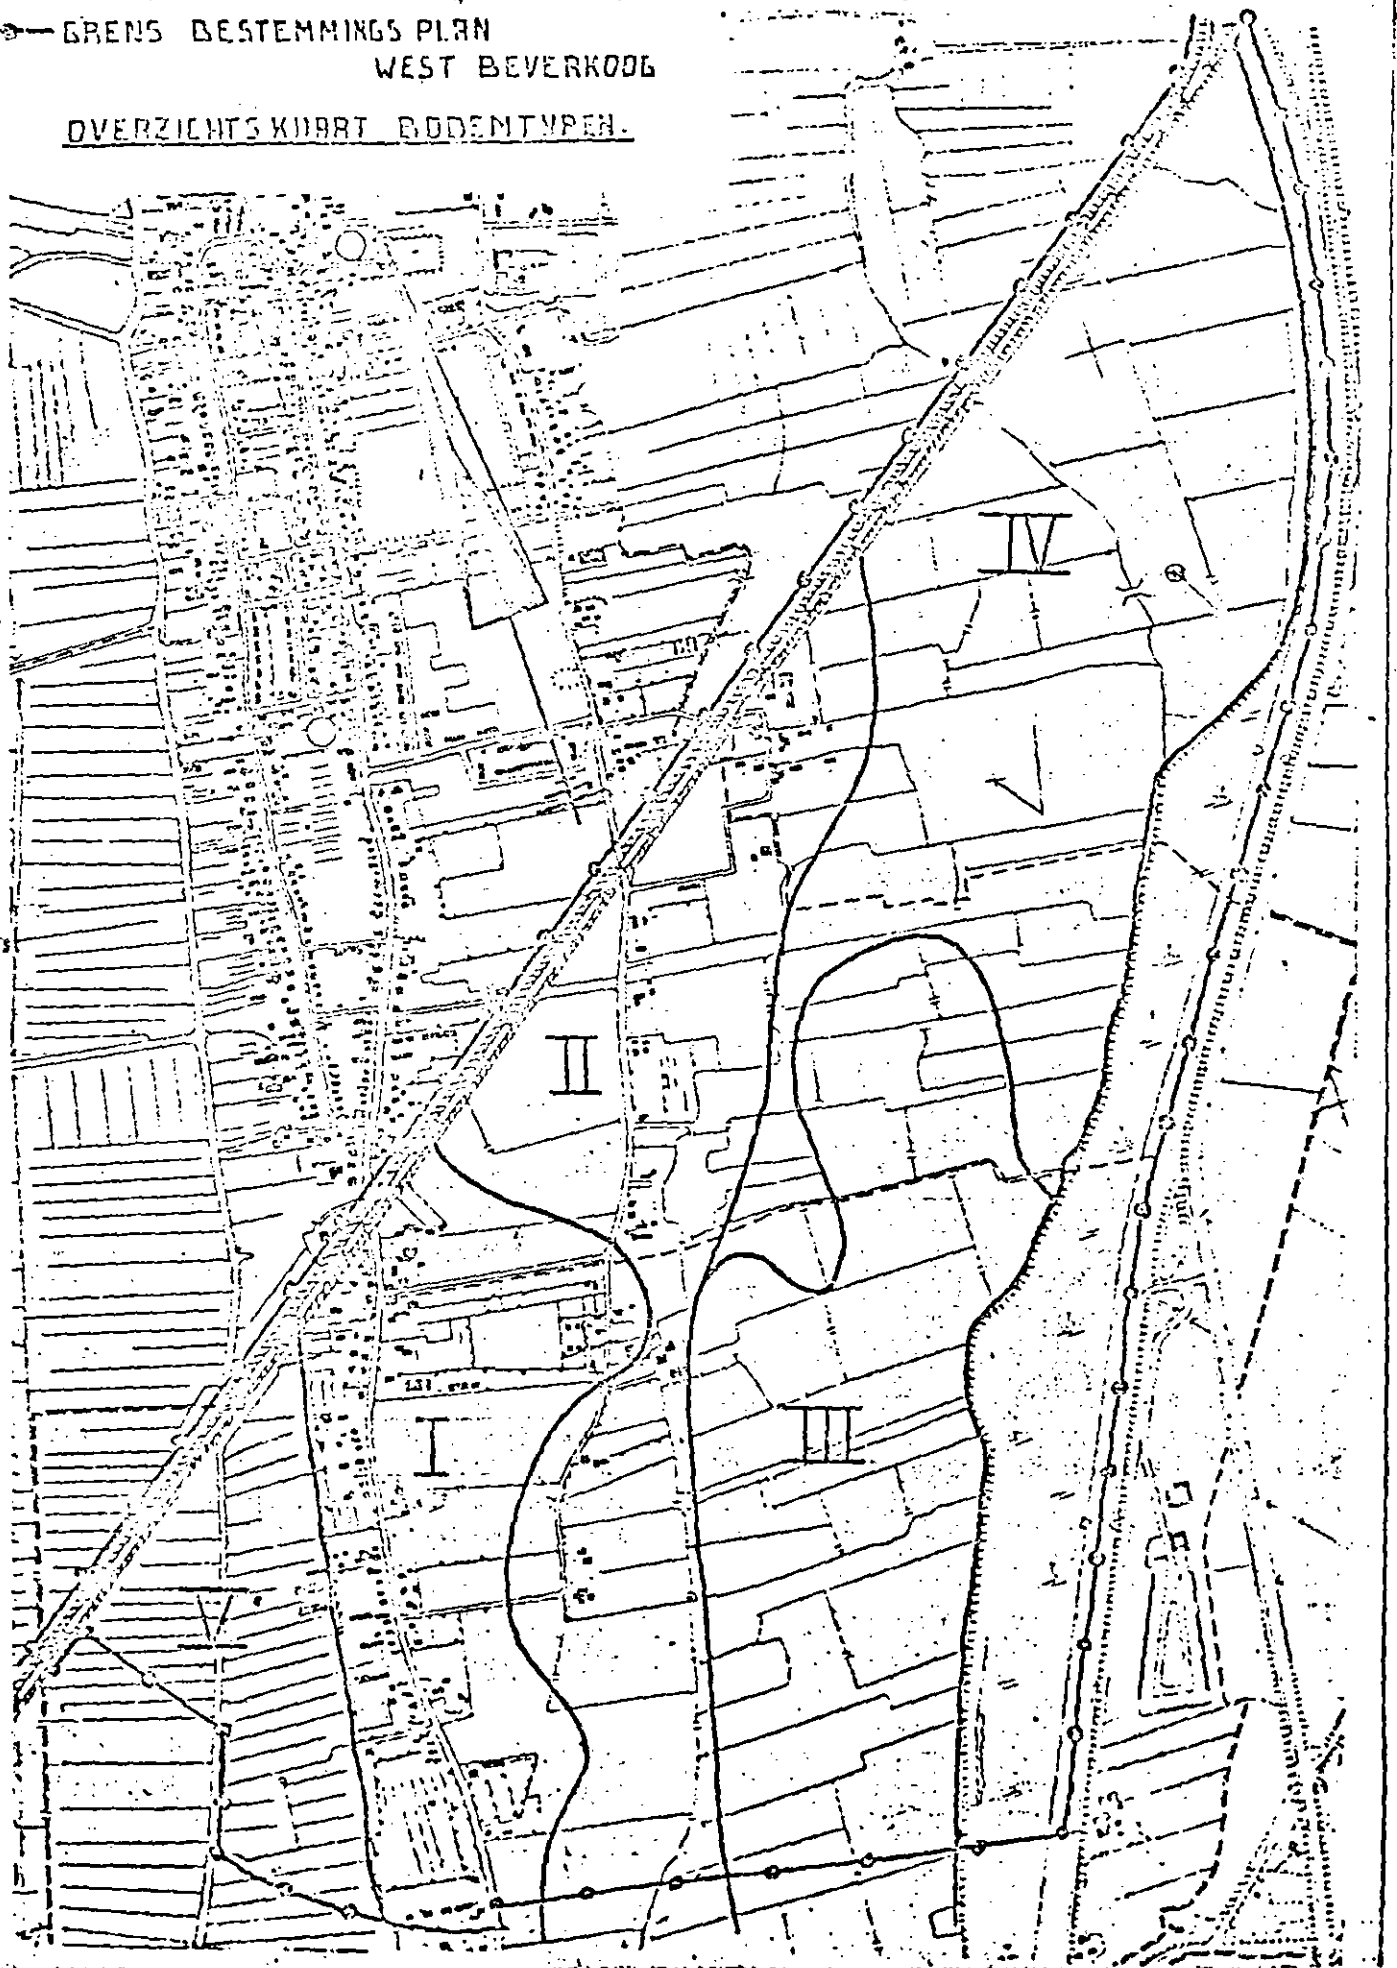 GRENS BESTEMMINGS PLAN
WEST BEVERKOOG
OVERZICHTSKAART BODEMTYPEN.
IV
II
I
III
V